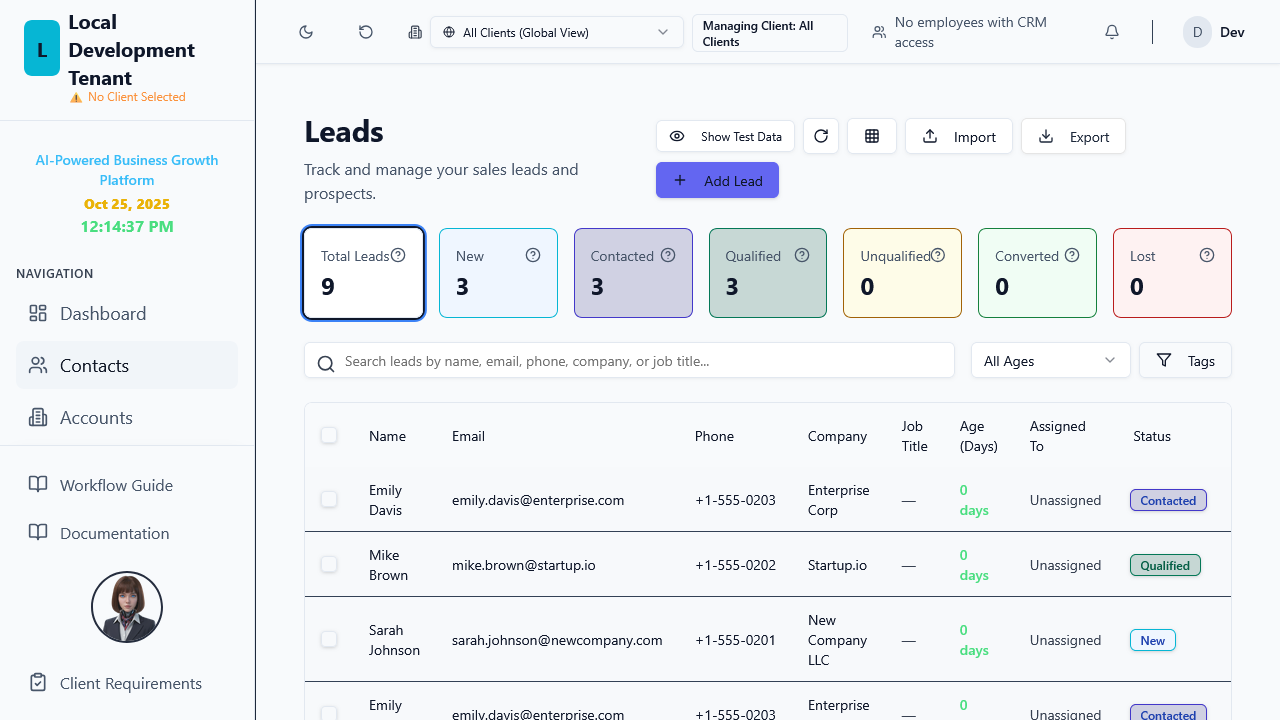 L
Local
Development
Tenant
⚠ No Client Selected
AI-Powered Business Growth
Platform
Oct 25, 2025
12:14:37 PM
NAVIGATION
Dashboard
Contacts
Accounts
Workflow Guide
Documentation
Client Requirements
All Clients (Global View)
Managing Client: All
Clients
No employees with CRM
access
D
Dev
Leads
Track and manage your sales leads and
prospects.
Show Test Data
Import
Export
Add Lead
Total Leads
9
New
3
Contacted
3
Qualified
3
Unqualified
0
Converted
0
Lost
0
Search leads by name, email, phone, company, or job title...
All Ages
Tags
Name
Email
Phone
Company
Job
Title
Age
(Days)
Assigned
To
Status
Emily
Davis
emily.davis@enterprise.com
+1-555-0203
Enterprise
Corp
—
0
days
Unassigned
Contacted
Mike
Brown
mike.brown@startup.io
+1-555-0202
Startup.io
—
0
days
Unassigned
Qualified
Sarah
Johnson
sarah.johnson@newcompany.com
+1-555-0201
New
Company
LLC
—
0
days
Unassigned
New
Emily
emily.davis@enterprise.com
+1-555-0203
Enterprise
—
0
Unassigned
Contacted